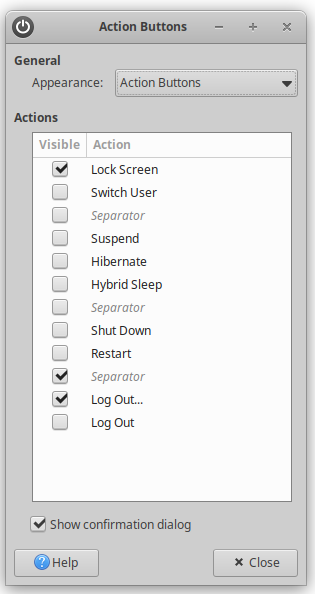 Action Buttons
General
Appearance: Action Buttons
Actions
Visible Action
Lock Screen
Switch User
Separator
Suspend
Hibernate
Hybrid Sleep
Separator
Shut Down
Restart
Separator
Log Out...
Log Out
Show confirmation dialog
Help Close